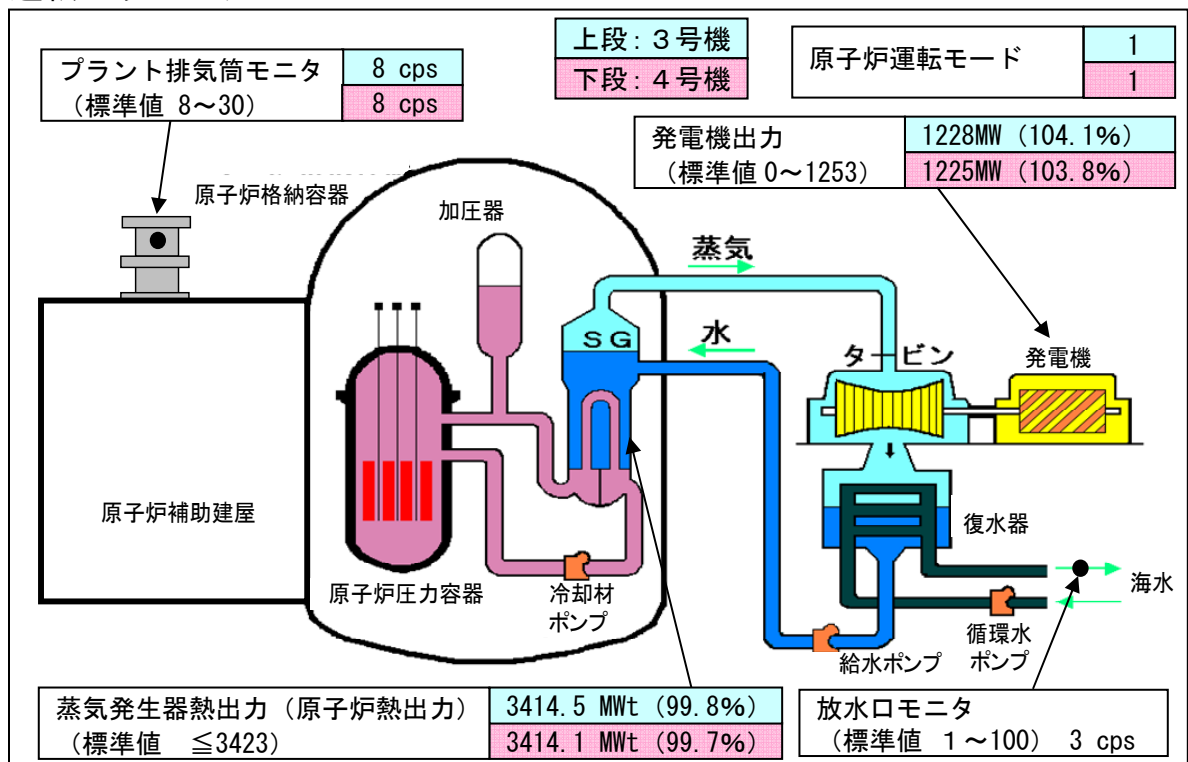 上段：３号機
下段：４号機
プラント排気筒モニタ
（標準値 8～30）
8 cps
8 cps
原子炉運転モード
1
1
発電機出力
（標準値 0～1253）
1228MW (104.1%)
1225MW (103.8%)
原子炉格納容器
加圧器
蒸気
ＳＧ
水
タービン
発電機
原子炉補助建屋
原子炉圧力容器
冷却材
ポンプ
復水器
海水
給水ポンプ
循環水
ポンプ
蒸気発生器熱出力（原子炉熱出力）
（標準値　≦3423）
3414.5 MWt (99.8%)
3414.1 MWt (99.7%)
放水口モニタ
（標準値 １～100） 3 cps